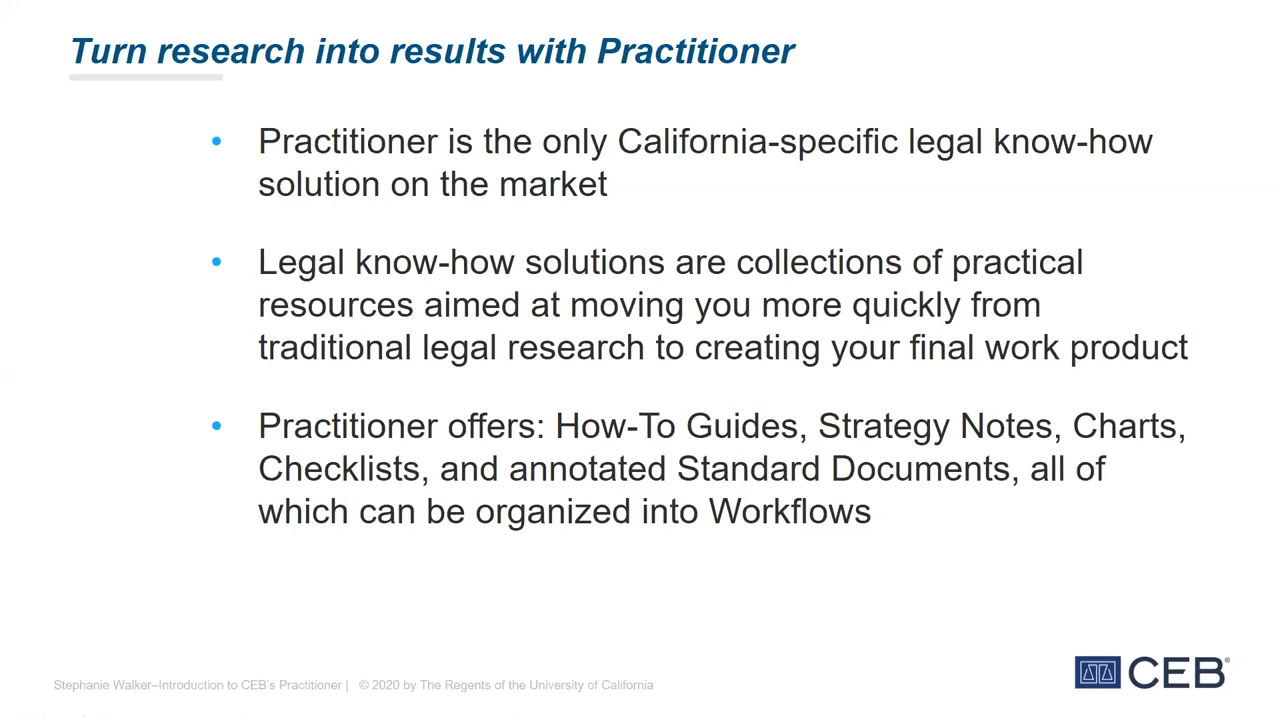 Turn research into results with Practitioner
• Practitioner is the only California-specific legal know-how
solution on the market
• Legal know-how solutions are collections of practical
resources aimed at moving you more quickly from
traditional legal research to creating your final work product
• Practitioner offers: How-To Guides, Strategy Notes, Charts,
Checklists, and annotated Standard Documents, all of
which can be organized into Workflows
Stephanie Walker–Introduction to CEB's Practitioner | © 2020 by The Regents of the University of California
CEB®